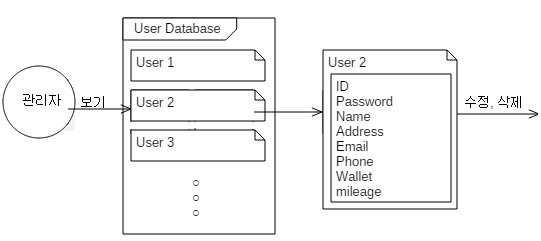 User Database
User 1
관리자
보기
User 2
User 3
User 2
ID
Password
Name
Address
Email
Phone
Wallet
mileage
수정, 삭제